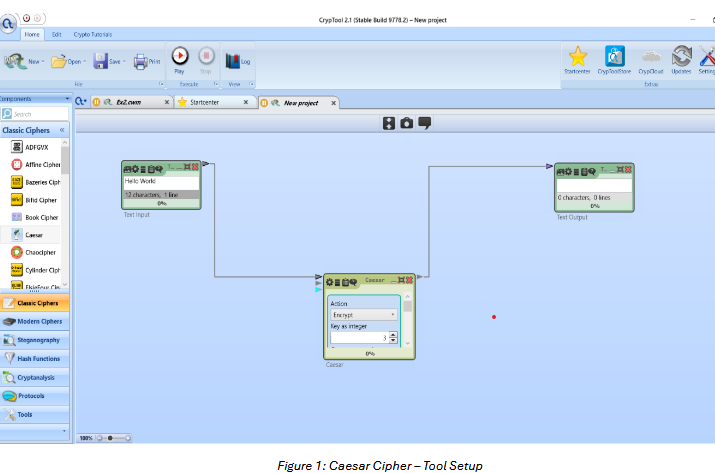 CrypTool 2.1 (Stable Build 9778.2) – New project
Home Edit Crypto Tutorials
New Open Save Print Play Stop Log Startcenter CrypToolStore CrypCloud Updates Settings
File Execute View Extras
Components
Ex2.cwm Startcenter New project
Search
Classic Ciphers
ADFGVX
Affine Cipher
Bazeries Ciph
Bifid Cipher
Book Cipher
Caesar
Chaocipher
Cylinder Ciph
Classic Ciphers
Modern Ciphers
Steganography
Hash Functions
Cryptanalysis
Protocols
Tools
Hello World
12 characters, 1 line
0%
Text Input
0 characters, 0 lines
0%
Text Output
Caesar
Action
Encrypt
Key as integer
3
0%
Caesar
100%
Figure 1: Caesar Cipher – Tool Setup